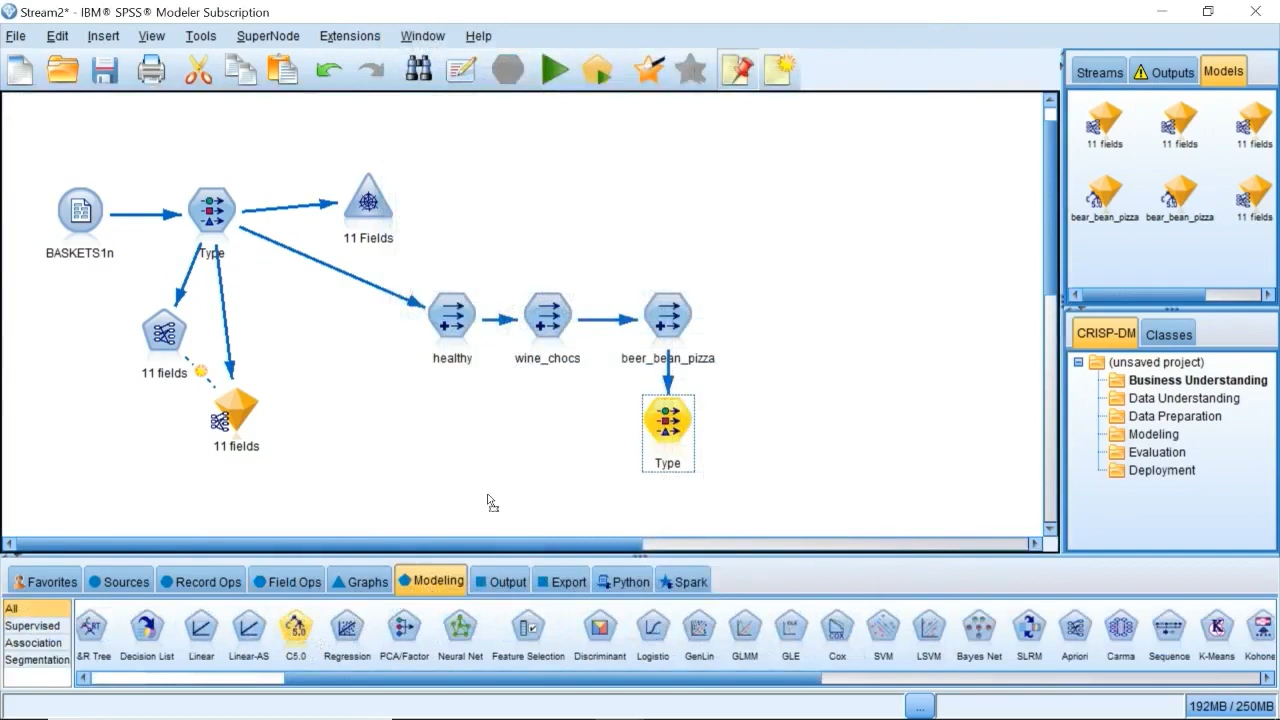 Stream2* - IBM® SPSS® Modeler Subscription
File Edit Insert View Tools SuperNode Extensions Window Help
Streams Outputs Models
11 fields 11 fields 11 fields
bear_bean_pizza bear_bean_pizza 11 fields
BASKETS1n
Type
11 Fields
11 fields
11 fields
healthy
wine_chocs
beer_bean_pizza
Type
CRISP-DM Classes
(unsaved project)
Business Understanding
Data Understanding
Data Preparation
Modeling
Evaluation
Deployment
Favorites Sources Record Ops Field Ops Graphs Modeling Output Export Python Spark
All
Supervised
Association
Segmentation
&R Tree Decision List Linear Linear-AS C5.0 Regression PCA/Factor Neural Net Feature Selection Discriminant Logistic GenLin GLMM GLE Cox SVM LSVM Bayes Net SLRM Apriori Carma Sequence K-Means Kohone
...
192MB / 250MB